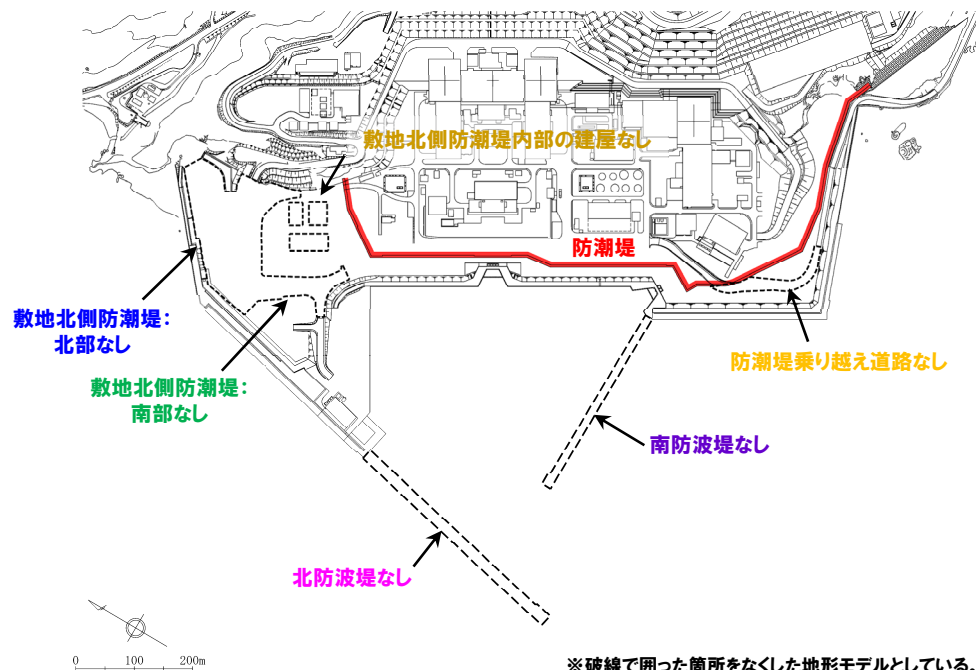 敷地北側防潮堤内部の建屋なし
防潮堤
敷地北側防潮堤：
北部なし
敷地北側防潮堤：
南部なし
防潮堤乗り越え道路なし
南防波堤なし
北防波堤なし
0 100 200m
※破線で囲った箇所をなくした地形モデルとしている。